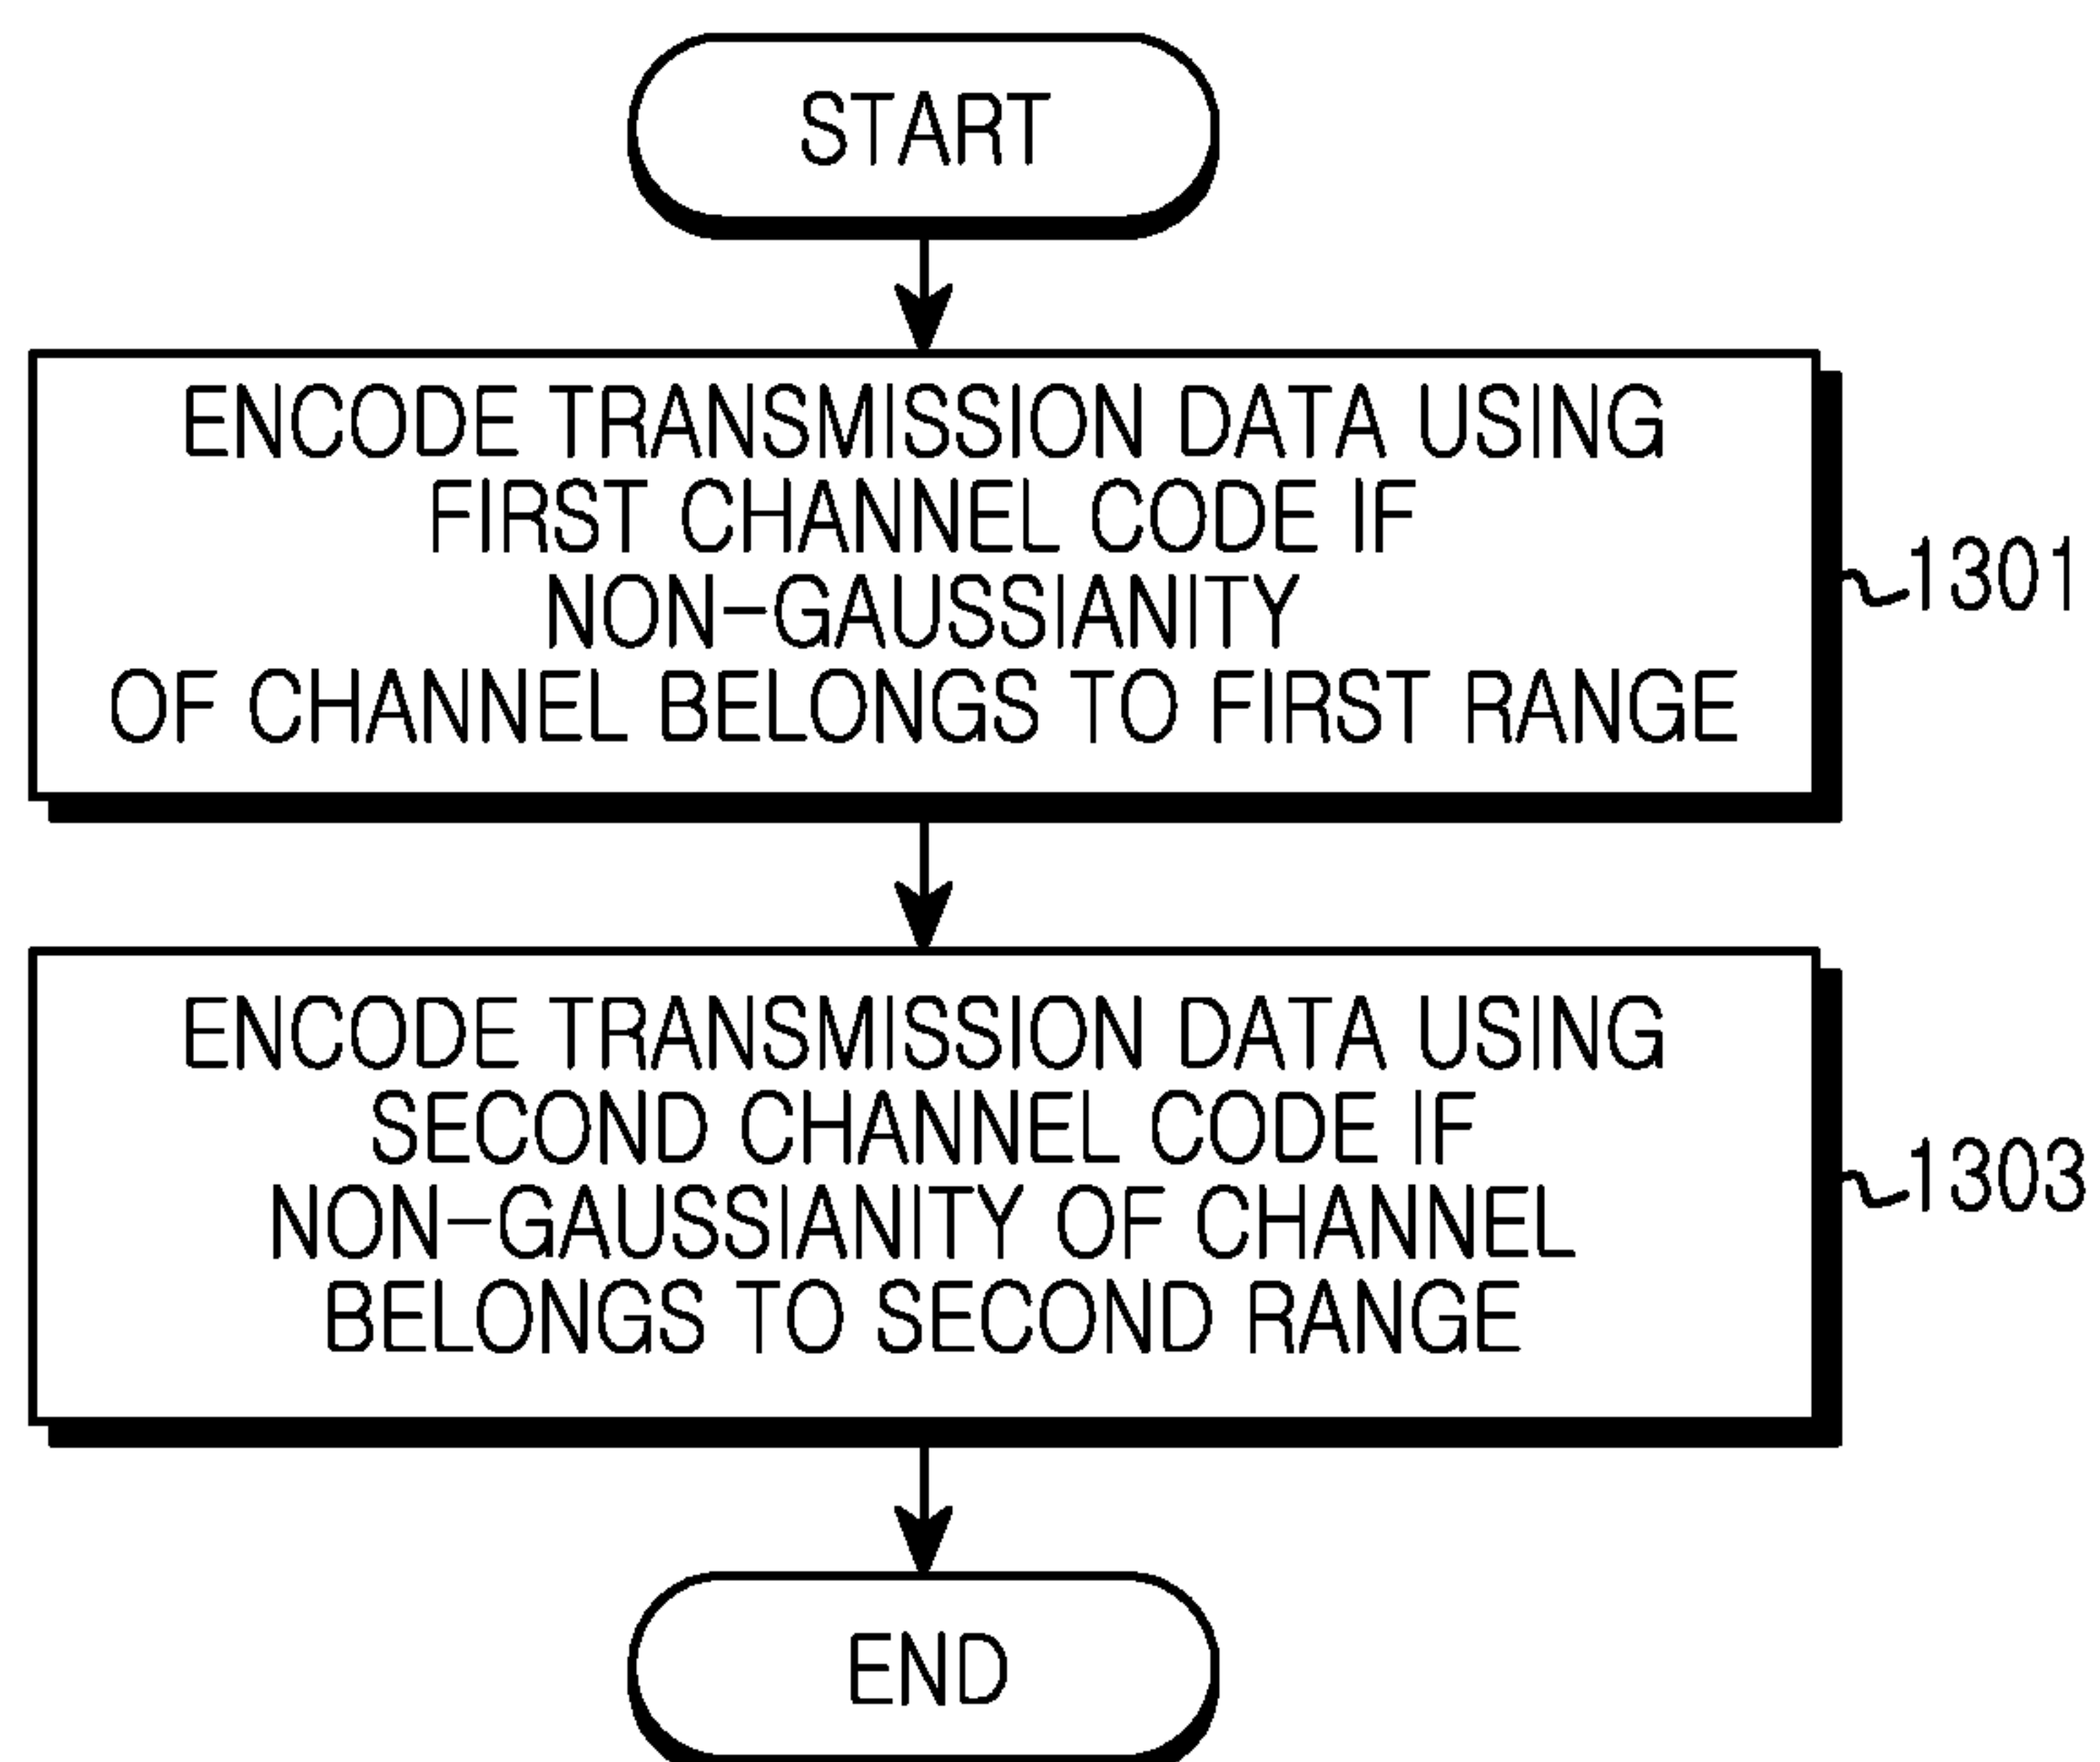 START
ENCODE TRANSMISSION DATA USING
FIRST CHANNEL CODE IF
NON-GAUSSIANITY
OF CHANNEL BELONGS TO FIRST RANGE
1301
ENCODE TRANSMISSION DATA USING
SECOND CHANNEL CODE IF
NON-GAUSSIANITY OF CHANNEL
BELONGS TO SECOND RANGE
1303
END